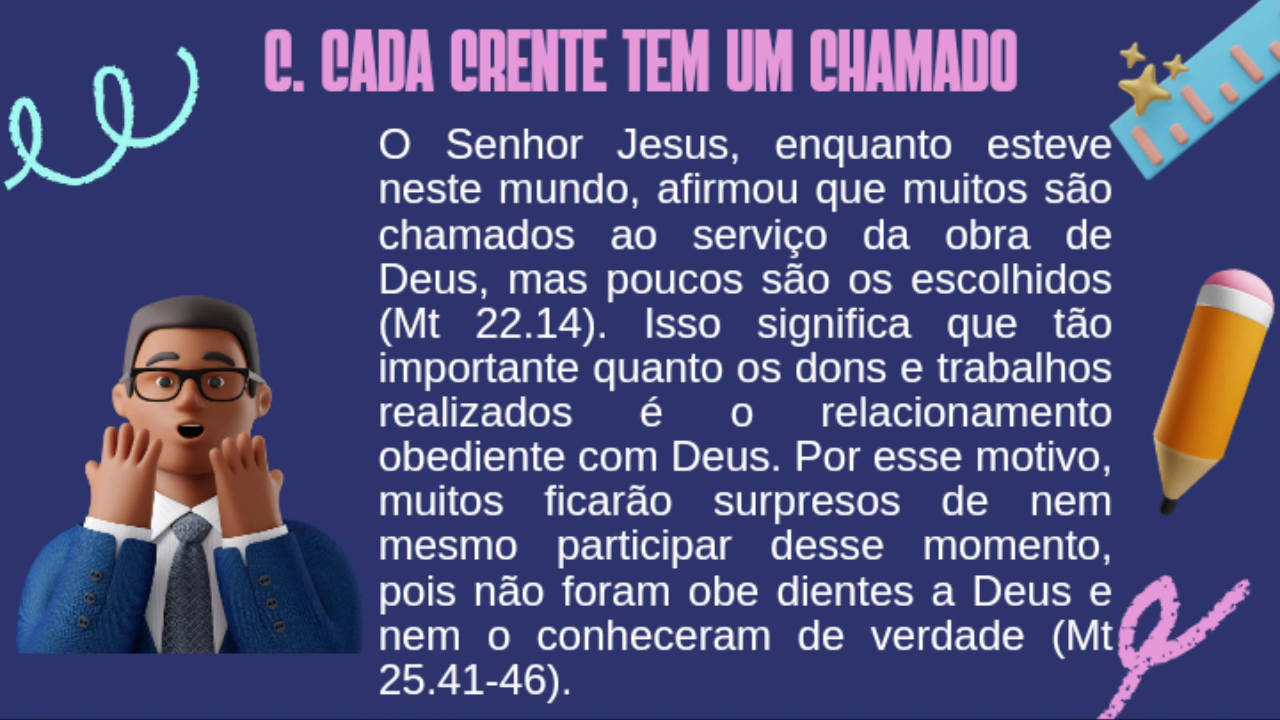 C. CADA CRENTE TEM UM CHAMADO
O Senhor Jesus, enquanto esteve
neste mundo, afirmou que muitos são
chamados ao serviço da obra de
Deus, mas poucos são os escolhidos
(Mt 22.14). Isso significa que tão
importante quanto os dons e trabalhos
realizados é o relacionamento
obediente com Deus. Por esse motivo,
muitos ficarão surpresos de nem
mesmo participar desse momento,
pois não foram obe dientes a Deus e
nem o conheceram de verdade (Mt
25.41-46).